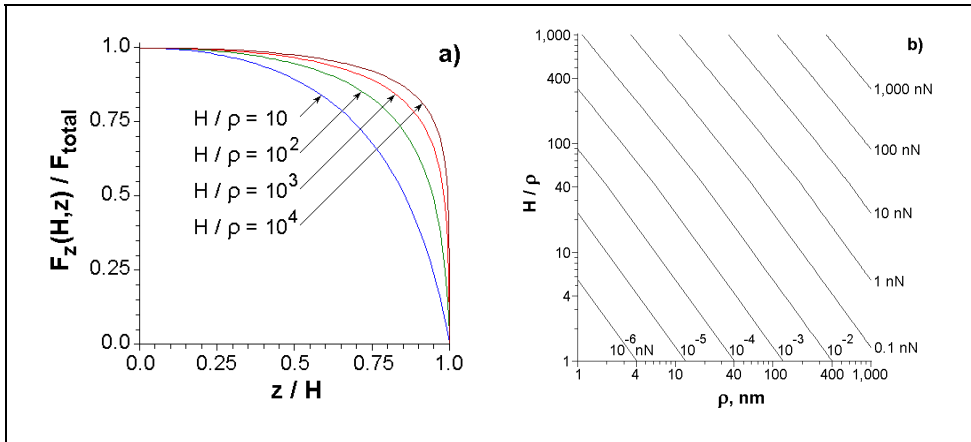 a)
1.0
0.75
0.5
0.25
0.0
F_z(H,z) / F_total
H / ρ = 10
H / ρ = 10^2
H / ρ = 10^3
H / ρ = 10^4
0.0 0.25 0.5 0.75 1.0
z / H
b)
1,000
400
100
40
10
4
1
H / ρ
1,000 nN
100 nN
10 nN
1 nN
0.1 nN
10^-6 nN 10^-5 10^-4 10^-3 10^-2
1 4 10 40 100 400 1,000
ρ, nm